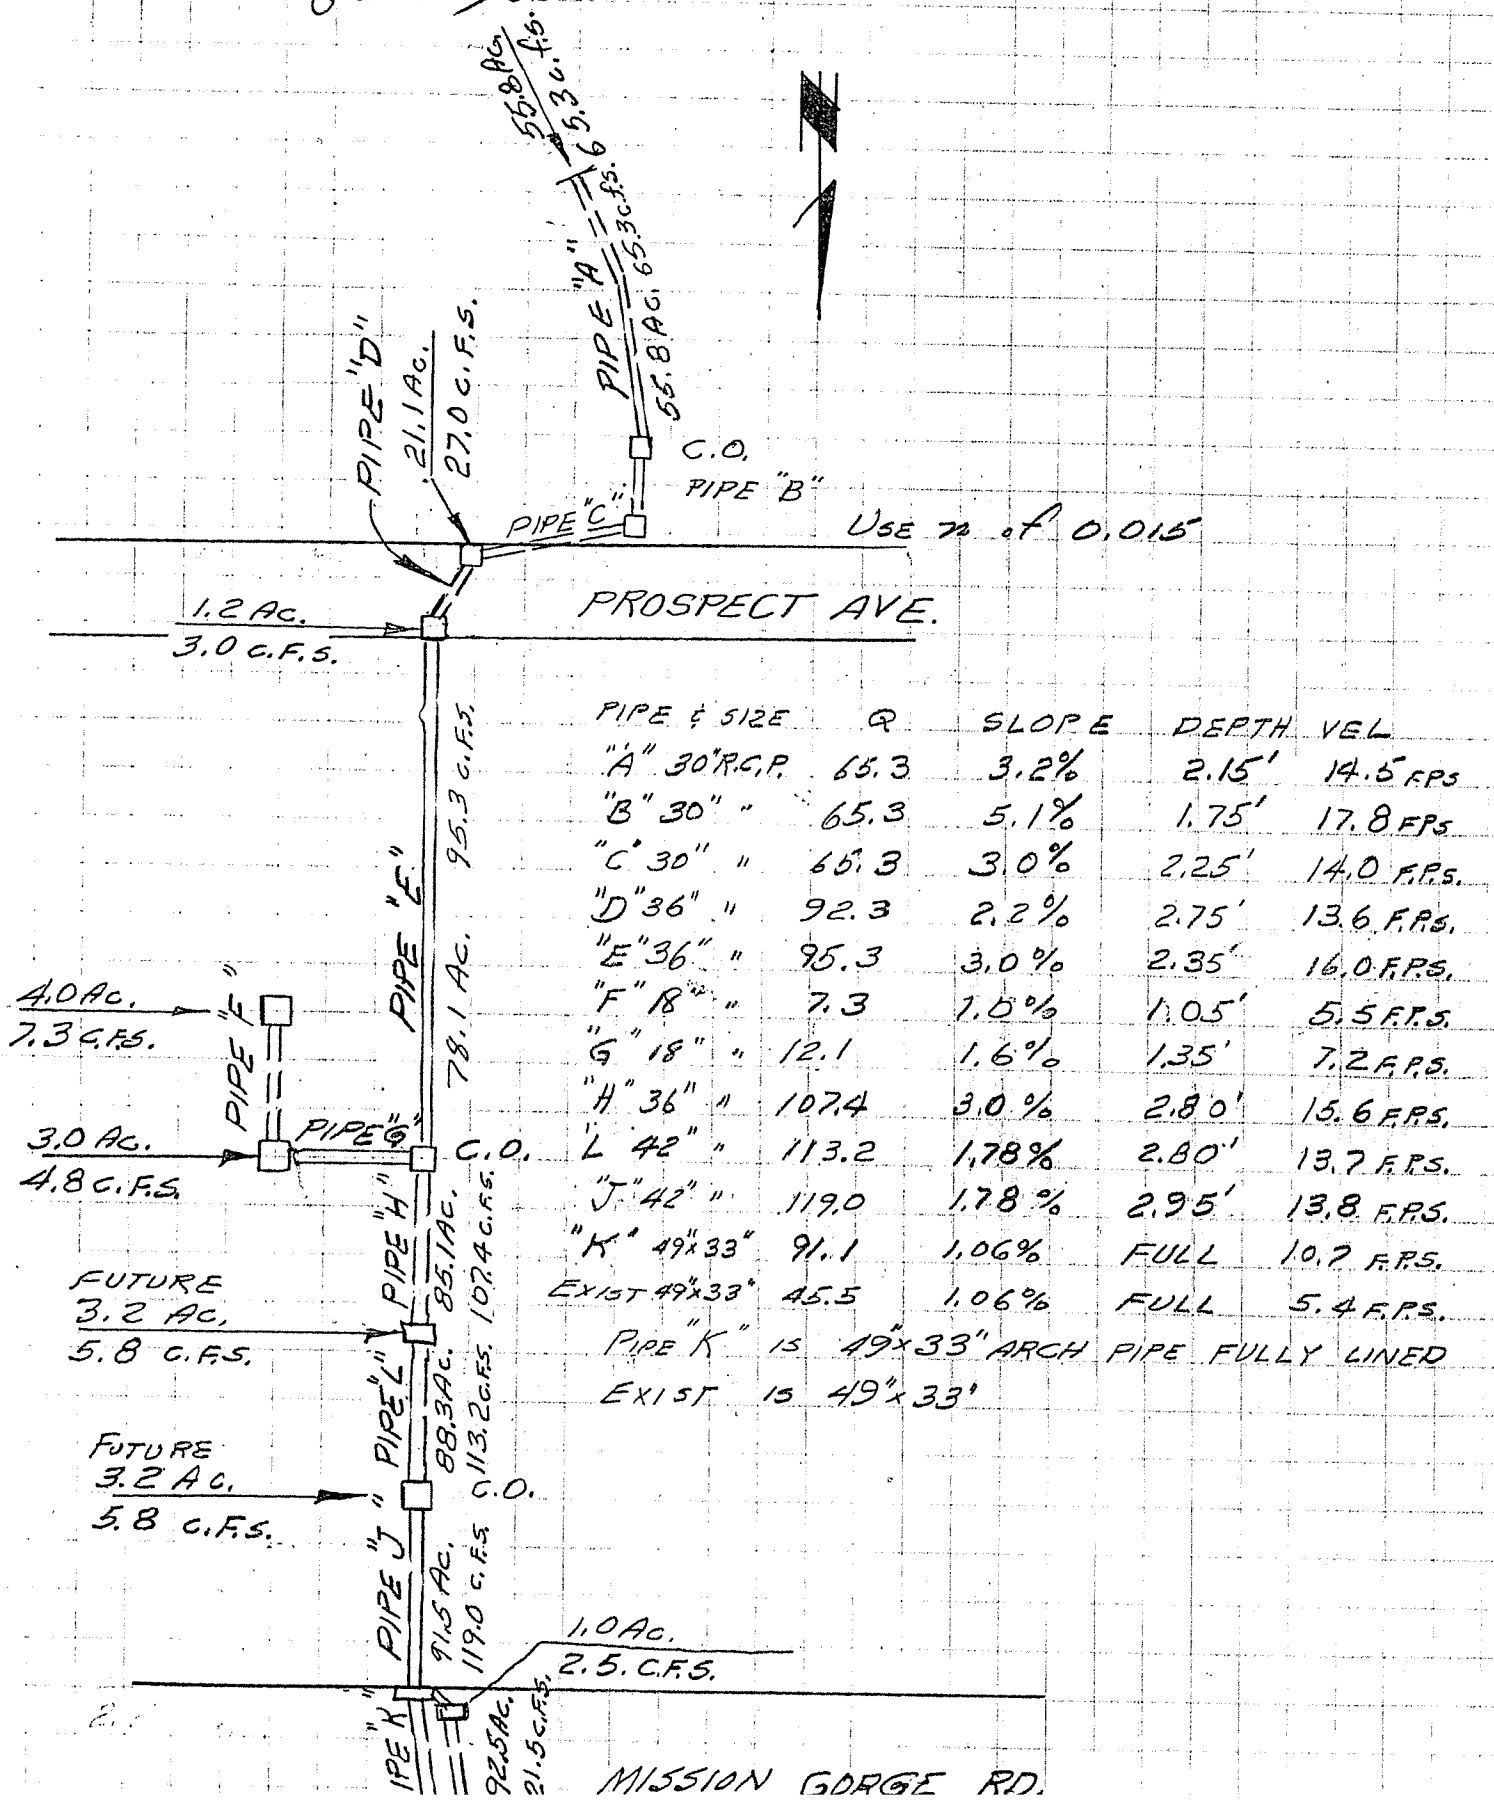 55.8 Ac.
65.3 c.f.s.
PIPE "A"
55.8 Ac. 65.3 c.f.s.
PIPE "D"
21.1 Ac.
27.0 C.F.S.
C.O.
PIPE "B"
PIPE "C"
USE n of 0.015
PROSPECT AVE.
1.2 Ac.
3.0 C.F.S.
PIPE & SIZE Q SLOPE DEPTH VEL
"A" 30" R.C.P. 65.3 3.2% 2.15' 14.5 FPS
"B" 30" " 65.3 5.1% 1.75' 17.8 FPS
"C" 30" " 65.3 3.0% 2.25' 14.0 F.P.S.
"D" 36" " 92.3 2.2% 2.75' 13.6 F.P.S.
"E" 36" " 95.3 3.0% 2.35' 16.0 F.P.S.
"F" 18" " 7.3 1.0% 1.05' 5.5 F.P.S.
"G" 18" " 12.1 1.6% 1.35' 7.2 F.P.S.
"H" 36" " 107.4 3.0% 2.80' 15.6 F.P.S.
"L" 42" " 113.2 1.78% 2.80' 13.7 F.P.S.
"J" 42" " 119.0 1.78% 2.95' 13.8 F.P.S.
"K" 49"x33" 91.1 1.06% FULL 10.7 F.P.S.
EXIST 49"x33" 45.5 1.06% FULL 5.4 F.P.S.
PIPE "K" IS 49"x33" ARCH PIPE FULLY LINED
EXIST IS 49"x33"
PIPE "E"
78.1 Ac. 95.3 C.F.S.
4.0 Ac.
7.3 C.F.S.
PIPE "F"
3.0 Ac.
4.8 C.F.S.
PIPE "G"
C.O.
PIPE "H"
85.1 Ac.
107.4 C.F.S.
FUTURE
3.2 Ac.
5.8 C.F.S.
PIPE "L"
88.3 Ac.
113.2 C.F.S.
FUTURE
3.2 Ac.
5.8 C.F.S.
C.O.
PIPE "J"
91.5 Ac.
119.0 C.F.S.
1.0 Ac.
2.5 C.F.S.
IPE "K"
92.5 Ac.
21.5 C.F.S.
MISSION GORGE RD.